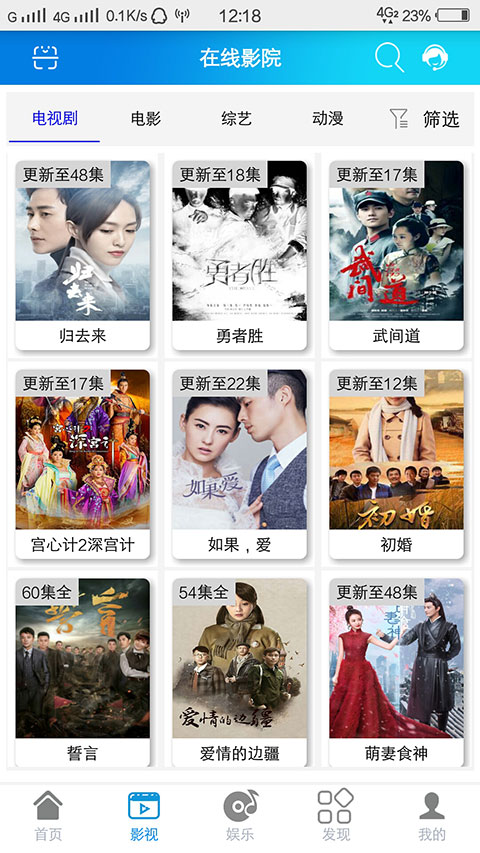 G 4G 0.1K/s 12:18 4G2 23%
在线影院
电视剧 电影 综艺 动漫 筛选
更新至48集 更新至18集 更新至17集
归去来 勇者胜 武间道
归去来 勇者胜 武间道
更新至17集 更新至22集 更新至12集
深宫计 如果爱 初婚
宫心计2深宫计 如果，爱 初婚
60集全 54集全 更新至48集
誓言 爱情的边疆
誓言 爱情的边疆 萌妻食神
首页 影视 娱乐 发现 我的